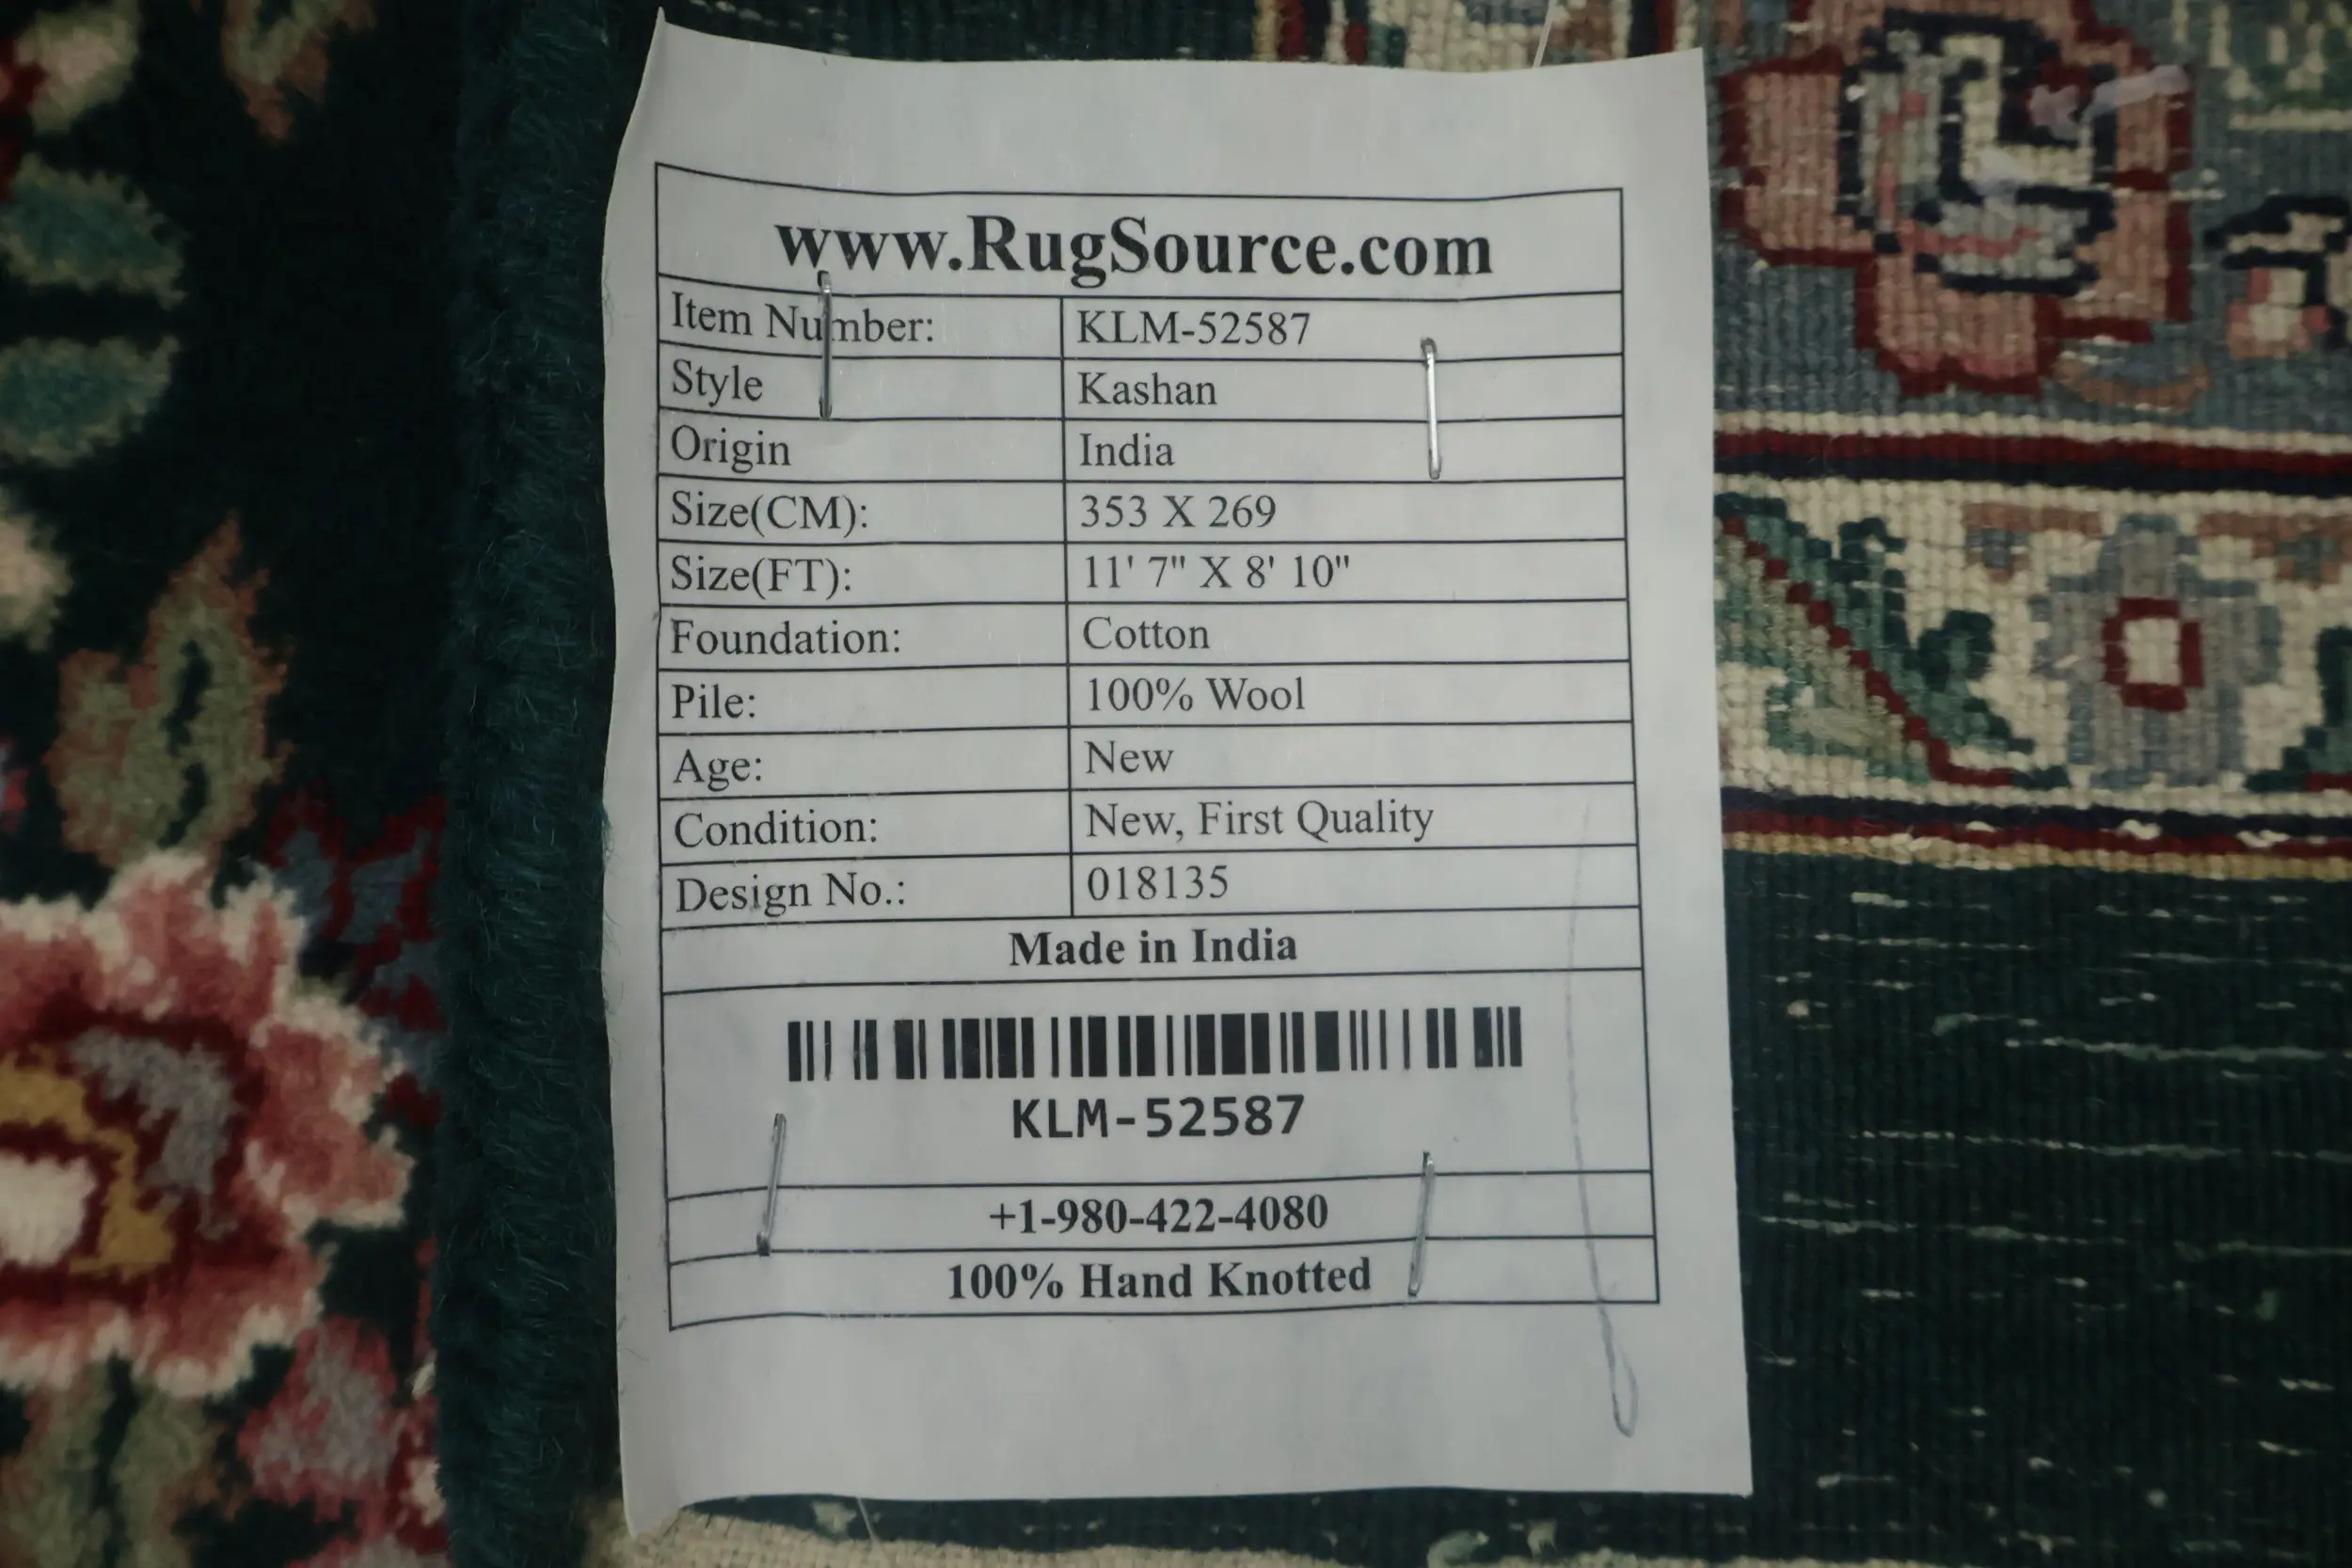 www.RugSource.com
Item Number: KLM-52587
Style Kashan
Origin India
Size(CM): 353 X 269
Size(FT): 11' 7" X 8' 10"
Foundation: Cotton
Pile: 100% Wool
Age: New
Condition: New, First Quality
Design No.: 018135
Made in India
KLM-52587
+1-980-422-4080
100% Hand Knotted